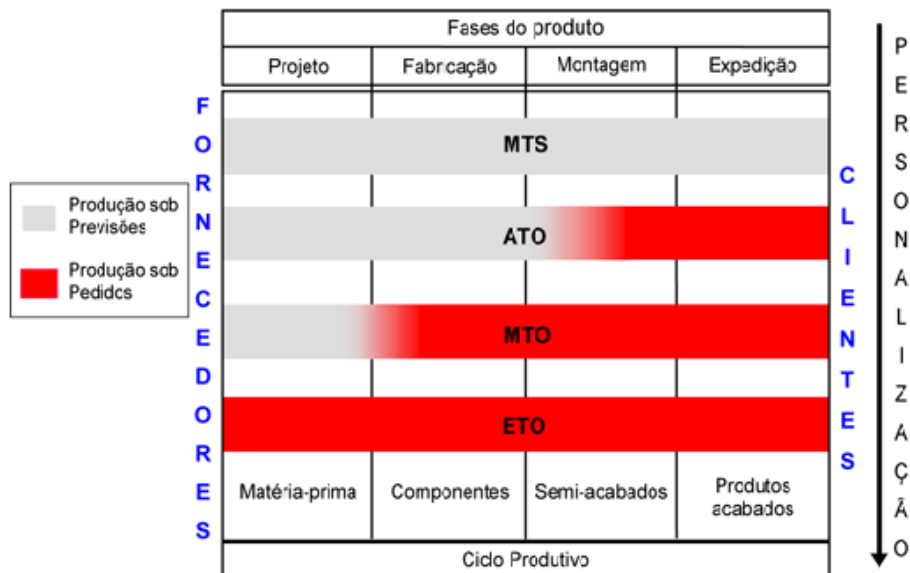 Fases do produto
Projeto
Fabricação
Montagem
Expedição
FORNECEDORES
MTS
ATO
MTO
ETO
CLIENTES
PERSONALIZAÇÃO
Produção sob
Previsões
Produção sob
Pedidos
Matéria-prima
Componentes
Semi-acabados
Produtos
acabados
Ciclo Produtivo